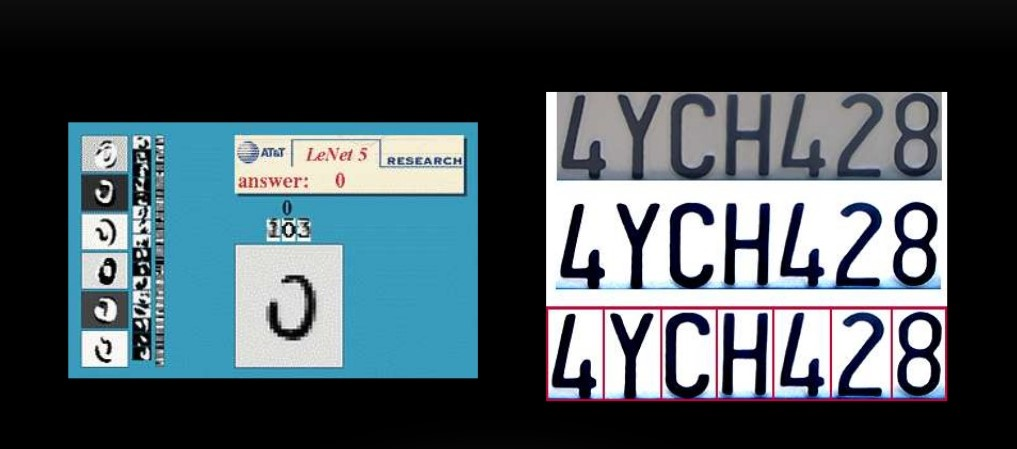 AT&T LeNet 5 RESEARCH
answer: 0
0
103
4YCH428
4YCH428
4YCH428